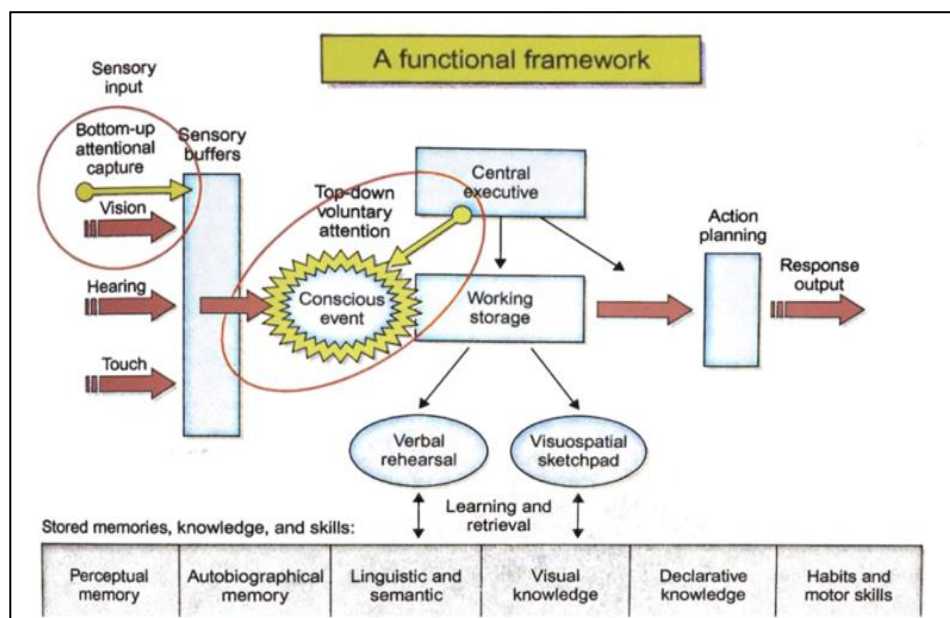 A functional framework
Sensory
input
Bottom-up
attentional
capture
Sensory
buffers
Vision
Hearing
Touch
Top-down
voluntary
attention
Central
executive
Conscious
event
Working
storage
Action
planning
Response
output
Verbal
rehearsal
Visuospatial
sketchpad
Learning and
retrieval
Stored memories, knowledge, and skills:
Perceptual
memory
Autobiographical
memory
Linguistic and
semantic
Visual
knowledge
Declarative
knowledge
Habits and
motor skills